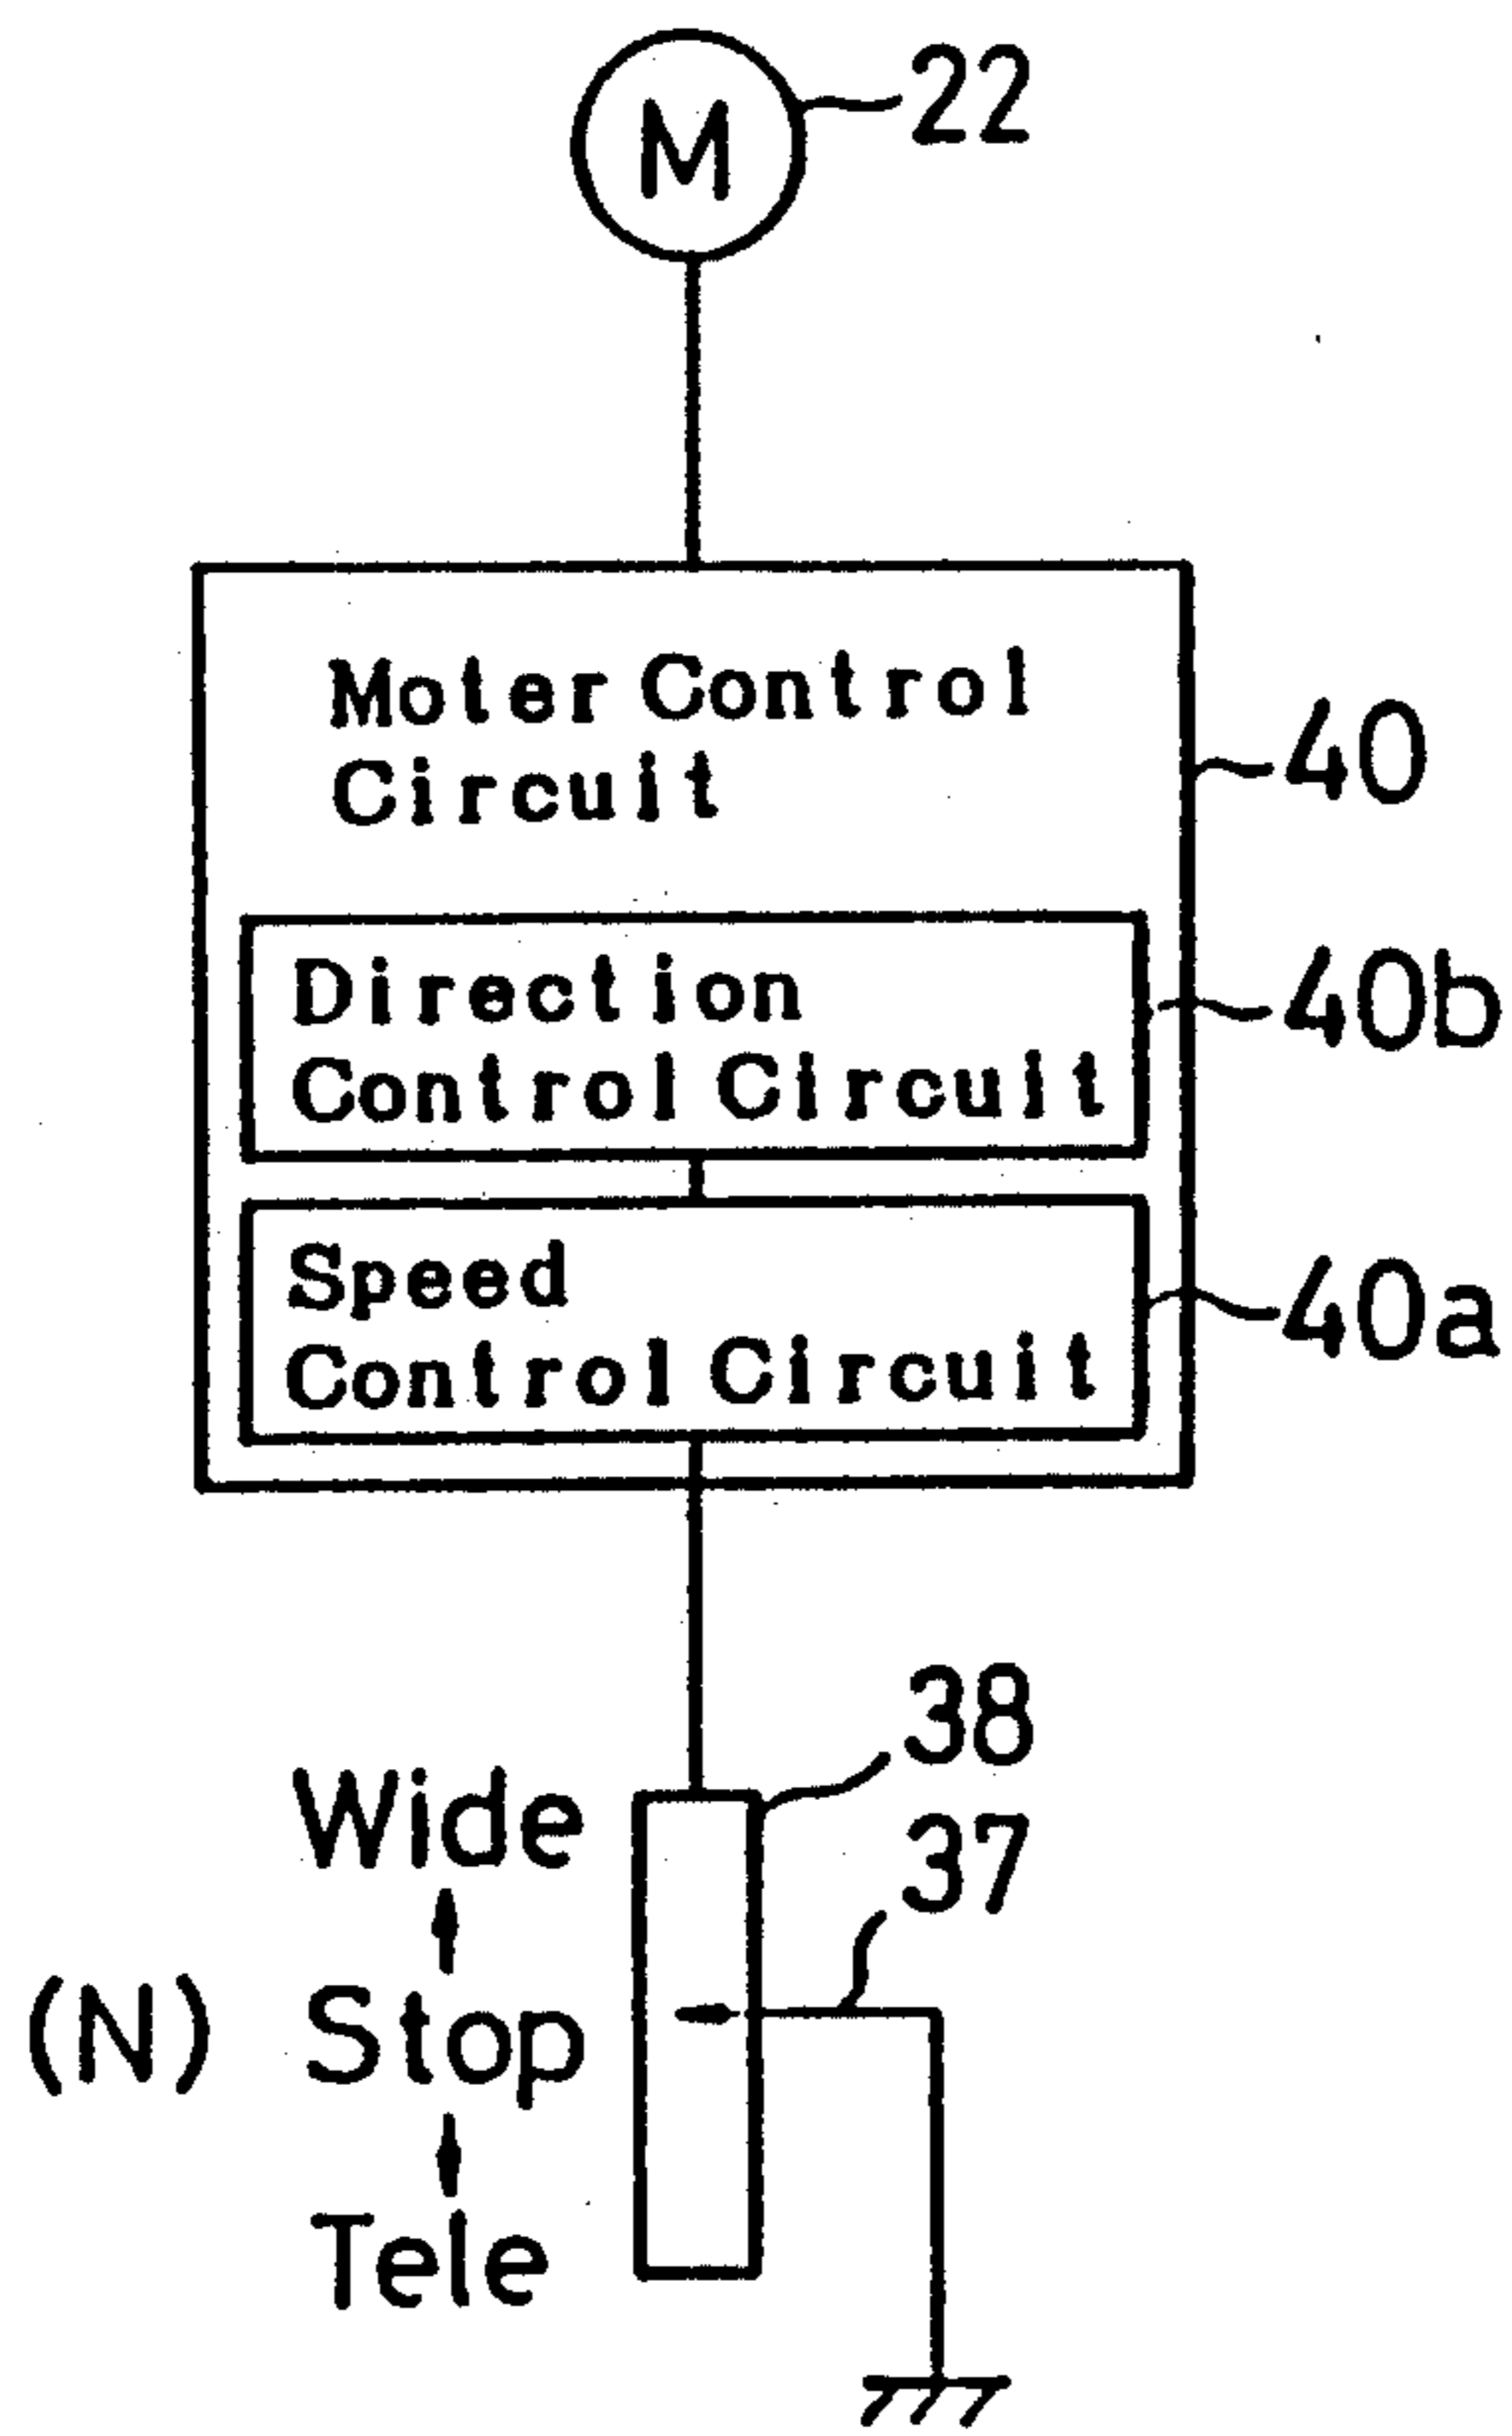 M
22
Moter Control
Circuit
40
Direction
Control Circuit
40b
Speed
Control Circuit
40a
38
Wide
37
(N) Stop
Tele